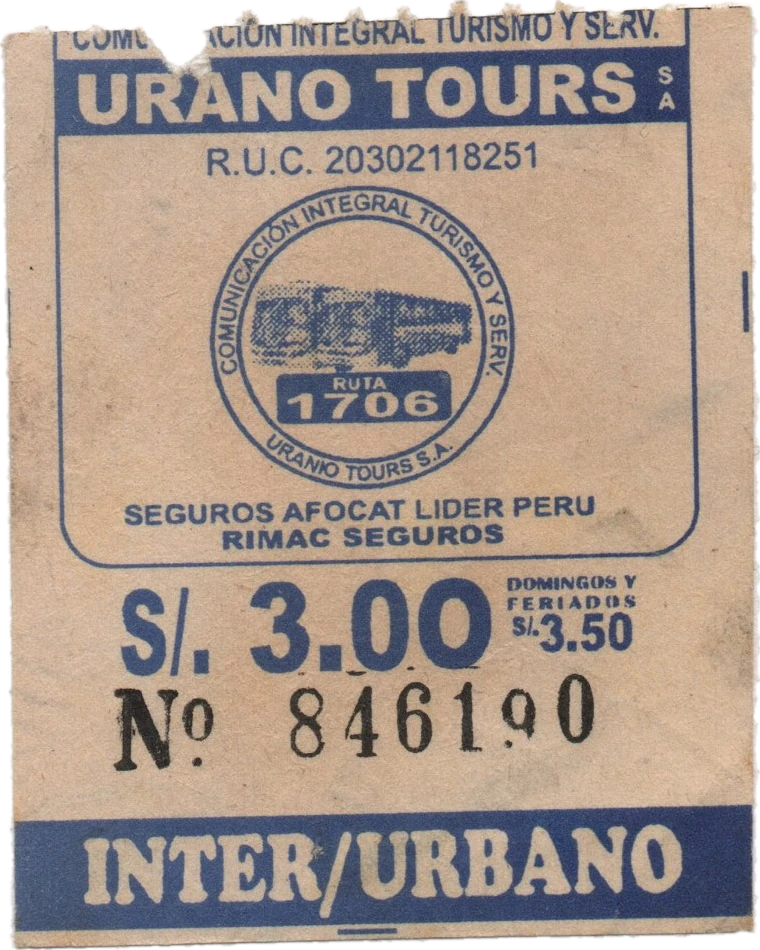 INTEGRAL TURISMO Y SERV.
URANO TOURS SA
R.U.C. 20302118251
COMUNICACIÓN INTEGRAL TURISMO Y SERV.
RUTA
1706
URANIO TOURS S.A.
SEGUROS AFOCAT LIDER PERU
RIMAC SEGUROS
S/. 3.00
DOMINGOS Y
FERIADOS
S/. 3.50
Nº 846190
INTER/URBANO